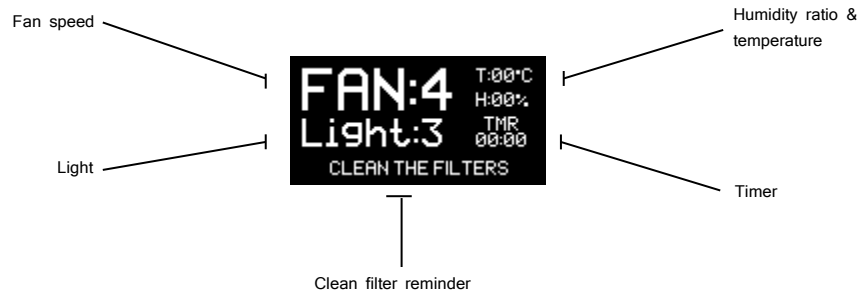 Fan speed
Humidity ratio &
temperature
FAN:4
T:00°C
H:00%
Light:3
TMR
00:00
CLEAN THE FILTERS
Light
Timer
Clean filter reminder